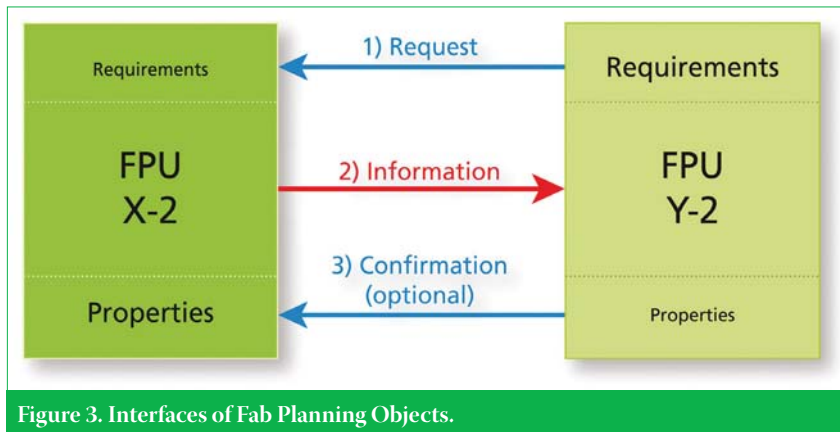 Requirements
FPU
X-2
Properties
1) Request
2) Information
3) Confirmation
(optional)
Requirements
FPU
Y-2
Properties
Figure 3. Interfaces of Fab Planning Objects.